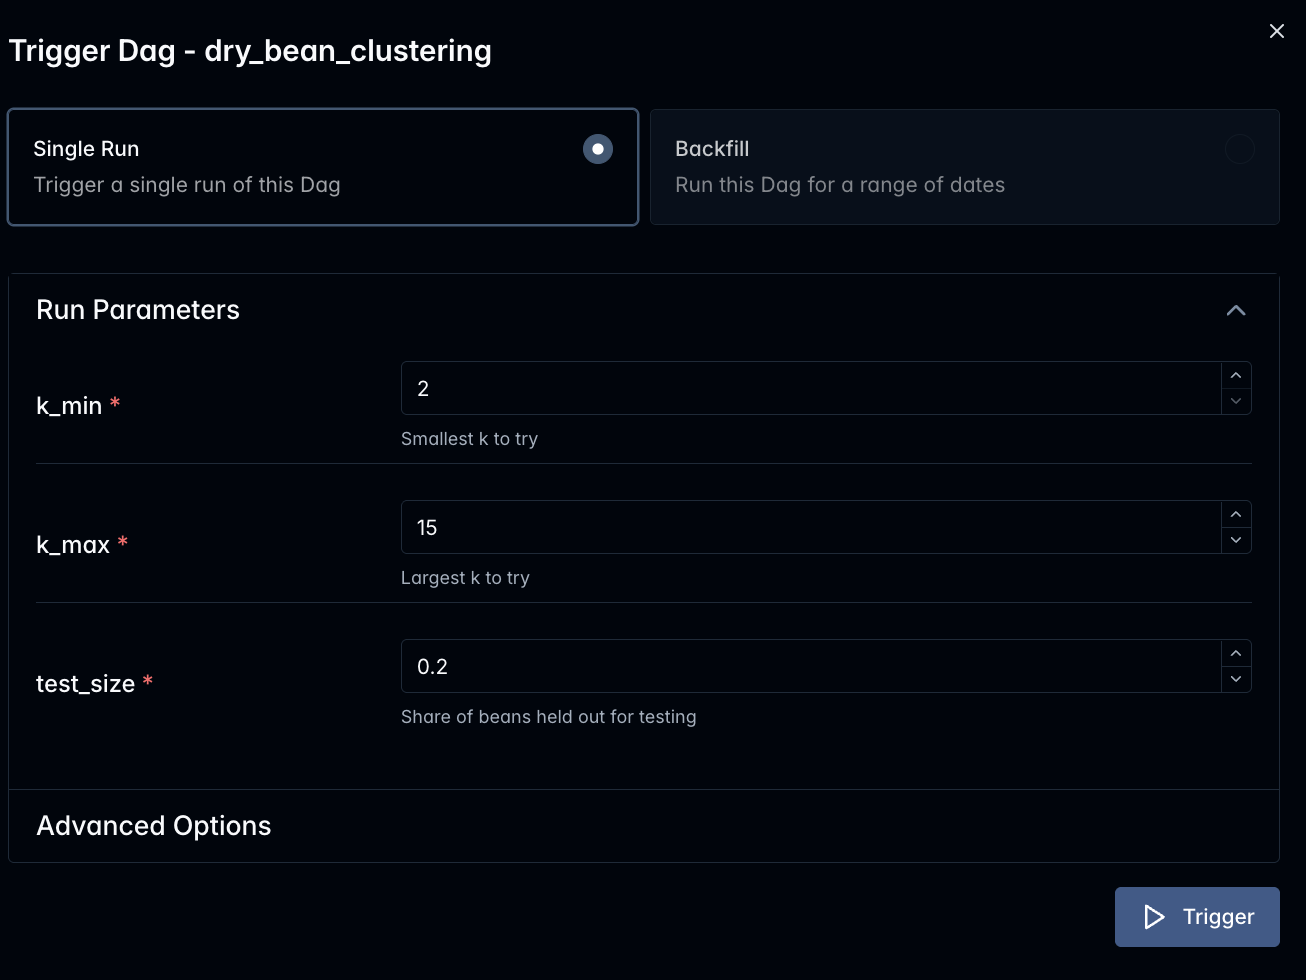 Trigger Dag - dry_bean_clustering
Single Run
Trigger a single run of this Dag
Backfill
Run this Dag for a range of dates
Run Parameters
k_min *
2
Smallest k to try
k_max *
15
Largest k to try
test_size *
0.2
Share of beans held out for testing
Advanced Options
Trigger